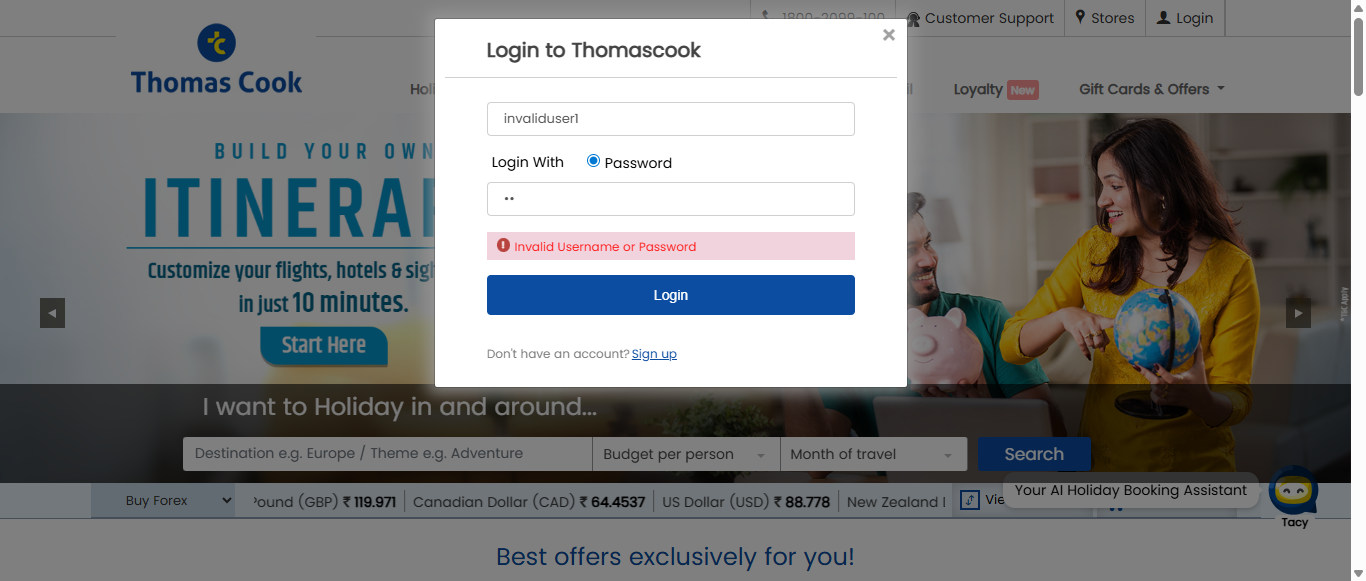 1800-2099-100
Customer Support
Stores
Login
Thomas Cook
Holi
Loyalty New
Gift Cards & Offers
Login to Thomascook
invaliduser1
Login With
Password
••
Invalid Username or Password
Login
Don't have an account? Sign up
BUILD YOUR OWN
ITINERA
Customize your flights, hotels & sig
in just 10 minutes.
Start Here
I want to Holiday in and around...
Destination e.g. Europe / Theme e.g. Adventure
Budget per person
Month of travel
Search
Buy Forex
Pound (GBP) ₹ 119.971
Canadian Dollar (CAD) ₹ 64.4537
US Dollar (USD) ₹ 88.778
New Zealand
Vie
Your AI Holiday Booking Assistant
Tacy
Best offers exclusively for you!